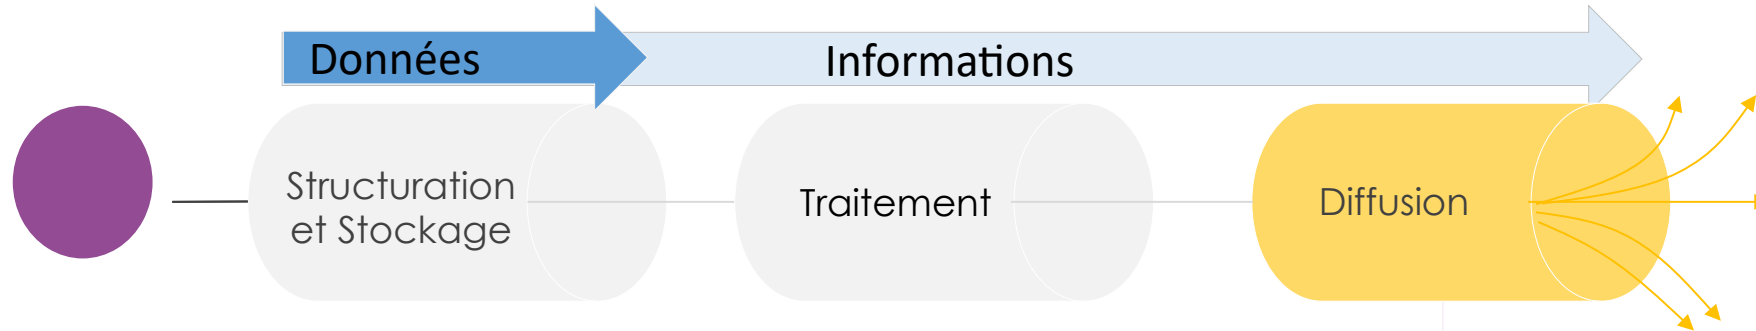 Données
Informations
Structuration
et Stockage
Traitement
Diffusion